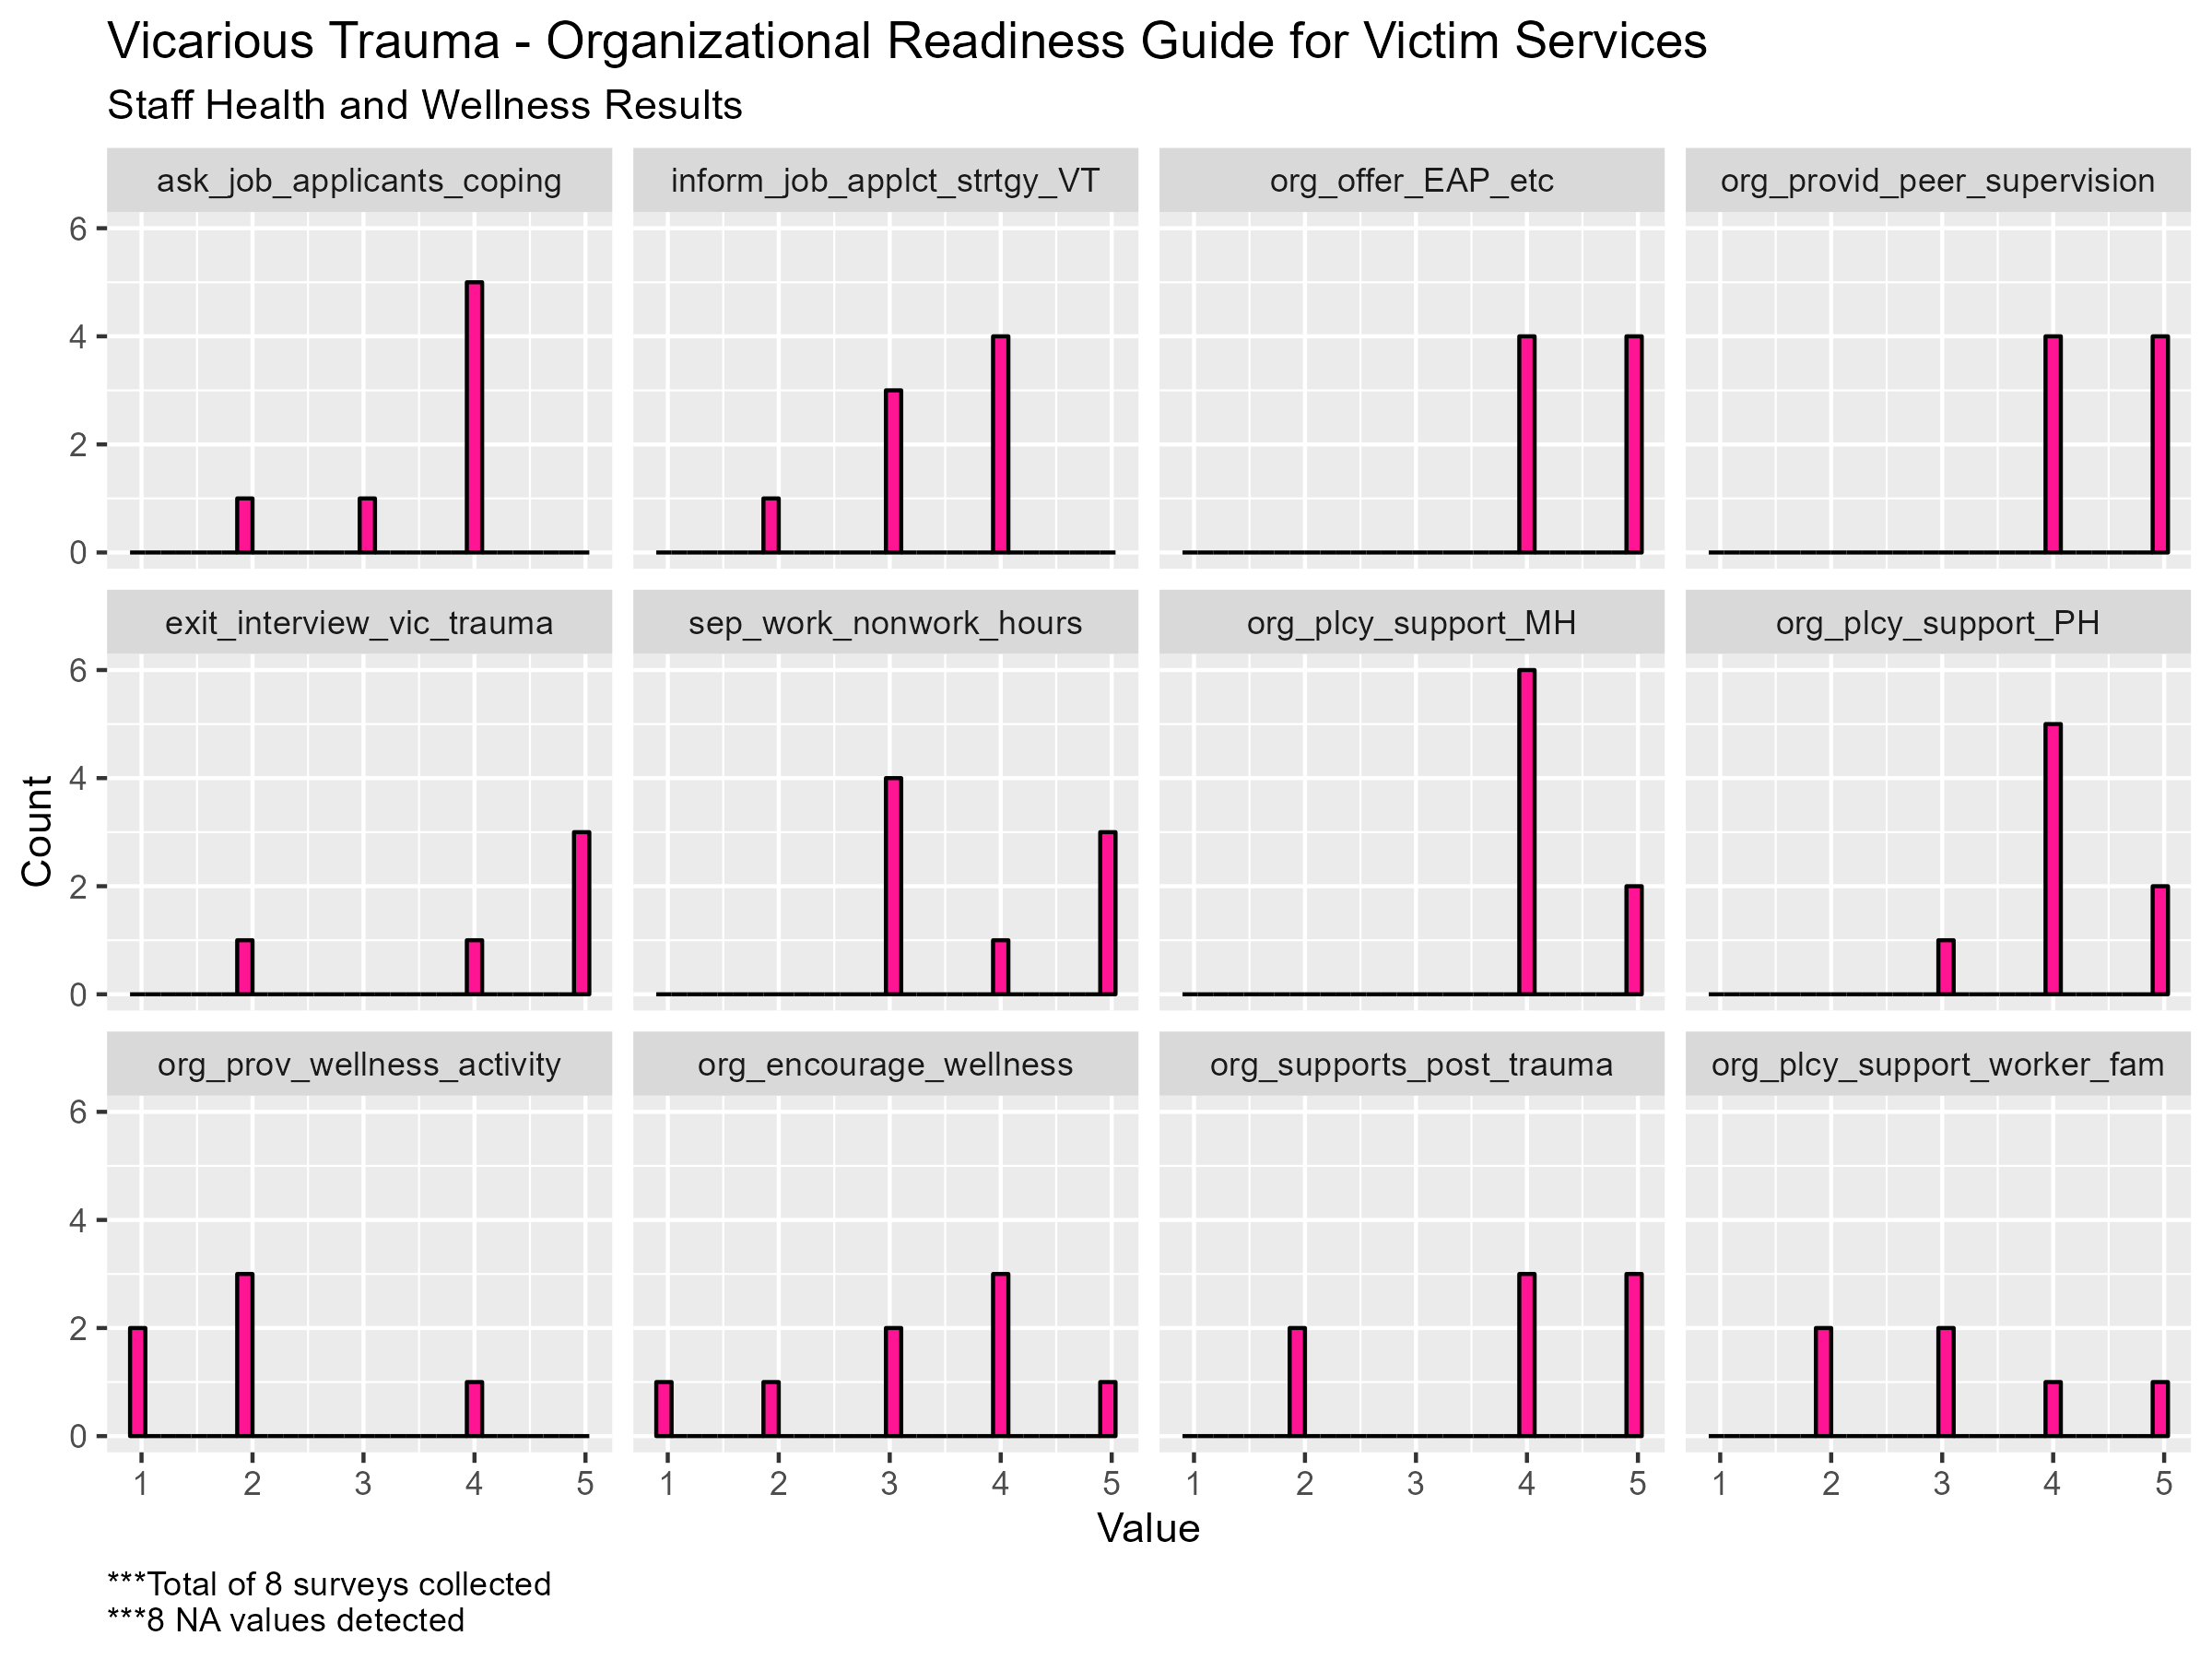 Vicarious Trauma - Organizational Readiness Guide for Victim Services
Staff Health and Wellness Results
ask_job_applicants_coping
inform_job_applct_strtgy_VT
org_offer_EAP_etc
org_provid_peer_supervision
6
4
2
0
exit_interview_vic_trauma
sep_work_nonwork_hours
org_plcy_support_MH
org_plcy_support_PH
6
4
2
0
Count
org_prov_wellness_activity
org_encourage_wellness
org_supports_post_trauma
org_plcy_support_worker_fam
6
4
2
0
1 2 3 4 5
1 2 3 4 5
1 2 3 4 5
1 2 3 4 5
Value
***Total of 8 surveys collected
***8 NA values detected